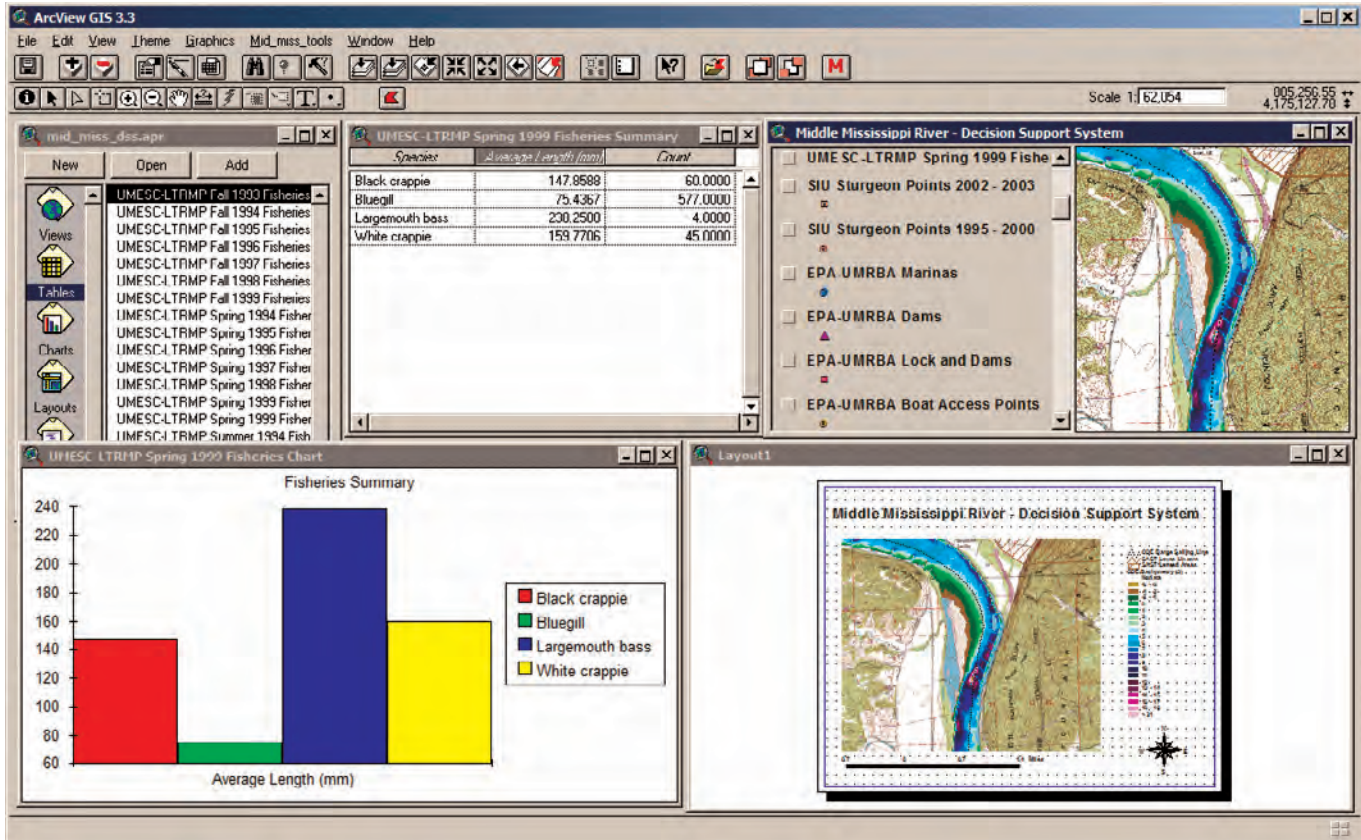 ArcView GIS 3.3
File Edit View Theme Graphics Mid_miss_tools Window Help
M
T
Scale 1: 62,054
4,175,127.78
mid_miss_dss.apr
New Open Add
Views
Tables
Charts
Layouts
UMESC-LTRMP Fall 1993 Fisheries
UMESC-LTRMP Fall 1994 Fisheries
UMESC-LTRMP Fall 1995 Fisheries
UMESC-LTRMP Fall 1996 Fisheries
UMESC-LTRMP Fall 1997 Fisheries
UMESC-LTRMP Fall 1998 Fisheries
UMESC-LTRMP Fall 1999 Fisheries
UMESC-LTRMP Spring 1994 Fisher
UMESC-LTRMP Spring 1995 Fisher
UMESC-LTRMP Spring 1996 Fisher
UMESC-LTRMP Spring 1997 Fisher
UMESC-LTRMP Spring 1998 Fisher
UMESC-LTRMP Spring 1999 Fisher
UMESC-LTRMP Spring 1999 Fisher
UMESC-LTRMP Summer 1994 Fish
UMESC-LTRMP Spring 1999 Fisheries Summary
Species Average Length (mm) Count
Black crappie 147.8588 60.0000
Bluegill 75.4367 577.0000
Largemouth bass 4.0000
White crappie 159.7706 45.0000
Middle Mississippi River - Decision Support System
UMESC-LTRMP Spring 1999 Fishe
SIU Sturgeon Points 2002 - 2003
SIU Sturgeon Points 1995 - 2000
EPA-UMRBA Marinas
EPA-UMRBA Dams
EPA-UMRBA Lock and Dams
EPA-UMRBA Boat Access Points
UMESC-LTRMP Spring 1999 Fisheries Chart
Fisheries Summary
240
220
200
180
160
140
120
100
80
60
Average Length (mm)
Black crappie
Bluegill
Largemouth bass
White crappie
Layout1
Middle Mississippi River - Decision Support System